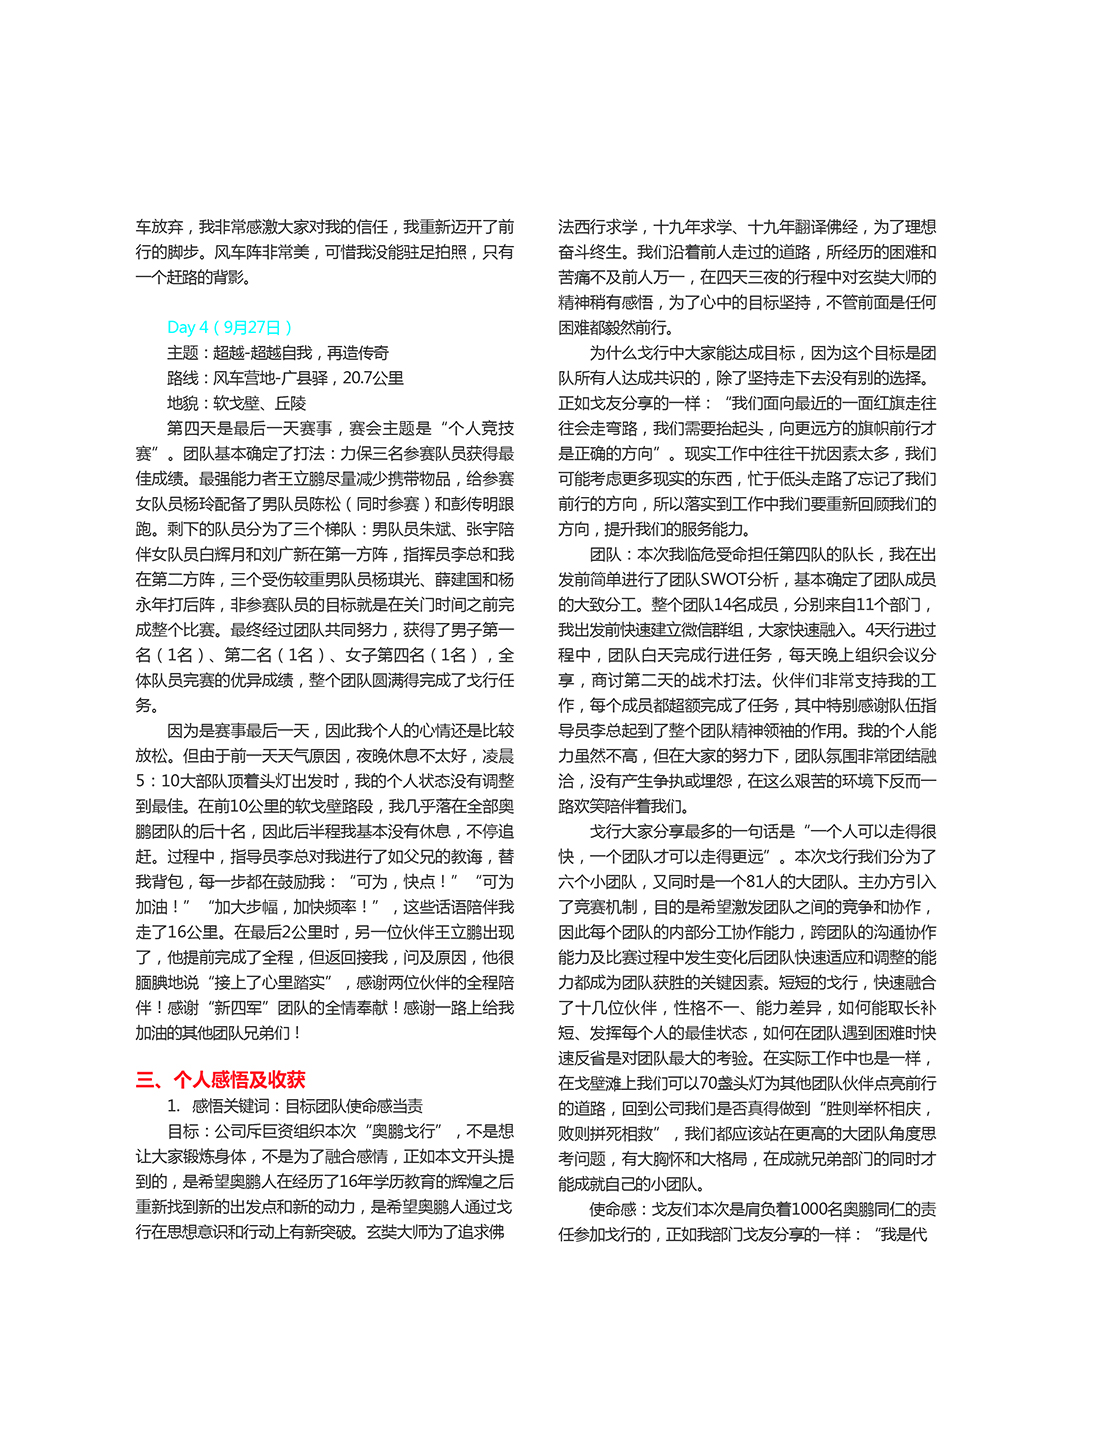 车放弃，我非常感激大家对我的信任，我重新迈开了前
行的脚步。风车阵非常美，可惜我没能驻足拍照，只有
一个赶路的背影。
Day 4（9月27日）
主题：超越-超越自我，再造传奇
路线：风车营地-广县驿，20.7公里
地貌：软戈壁、丘陵
第四天是最后一天赛事，赛会主题是“个人竞技
赛”。团队基本确定了打法：力保三名参赛队员获得最
佳成绩。最强能力者王立鹏尽量减少携带物品，给参赛
女队员杨玲配备了男队员陈松（同时参赛）和彭传明跟
跑。剩下的队员分为了三个梯队：男队员朱斌、张宇陪
伴女队员白辉月和刘广新在第一方阵，指挥员李总和我
在第二方阵，三个受伤较重男队员杨琪光、薛建国和杨
永年打后阵，非参赛队员的目标就是在关门时间之前完
成整个比赛。最终经过团队共同努力，获得了男子第一
名（1名）、第二名（1名）、女子第四名（1名），全
体队员完赛的优异成绩，整个团队圆满得完成了戈行任
务。
因为是赛事最后一天，因此我个人的心情还是比较
放松。但由于前一天天气原因，夜晚休息不太好，凌晨
5：10大部队顶着头灯出发时，我的个人状态没有调整
到最佳。在前10公里的软戈壁路段，我几乎落在全部奥
鹏团队的后十名，因此后半程我基本没有休息，不停追
赶。过程中，指导员李总对我进行了如父兄的教诲，替
我背包，每一步都在鼓励我：“可为，快点！”“可为
加油！”“加大步幅，加快频率！”，这些话语陪伴我
走了16公里。在最后2公里时，另一位伙伴王立鹏出现
了，他提前完成了全程，但返回接我，问及原因，他很
腼腆地说“接上了心里踏实”，感谢两位伙伴的全程陪
伴！感谢“新四军”团队的全情奉献！感谢一路上给我
加油的其他团队兄弟们！
三、个人感悟及收获
1. 感悟关键词：目标团队使命感当责
目标：公司斥巨资组织本次“奥鹏戈行”，不是想
让大家锻炼身体，不是为了融合感情，正如本文开头提
到的，是希望奥鹏人在经历了16年学历教育的辉煌之后
重新找到新的出发点和新的动力，是希望奥鹏人通过戈
行在思想意识和行动上有新突破。玄奘大师为了追求佛
法西行求学，十九年求学、十九年翻译佛经，为了理想
奋斗终生。我们沿着前人走过的道路，所经历的困难和
苦痛不及前人万一，在四天三夜的行程中对玄奘大师的
精神稍有感悟，为了心中的目标坚持，不管前面是任何
困难都毅然前行。
为什么戈行中大家能达成目标，因为这个目标是团
队所有人达成共识的，除了坚持走下去没有别的选择。
正如戈友分享的一样：“我们面向最近的一面红旗走往
往会走弯路，我们需要抬起头，向更远方的旗帜前行才
是正确的方向”。现实工作中往往干扰因素太多，我们
可能考虑更多现实的东西，忙于低头走路了忘记了我们
前行的方向，所以落实到工作中我们要重新回顾我们的
方向，提升我们的服务能力。
团队：本次我临危受命担任第四队的队长，我在出
发前简单进行了团队SWOT分析，基本确定了团队成员
的大致分工。整个团队14名成员，分别来自11个部门，
我出发前快速建立微信群组，大家快速融入。4天行进过
程中，团队白天完成行进任务，每天晚上组织会议分
享，商讨第二天的战术打法。伙伴们非常支持我的工
作，每个成员都超额完成了任务，其中特别感谢队伍指
导员李总起到了整个团队精神领袖的作用。我的个人能
力虽然不高，但在大家的努力下，团队氛围非常团结融
洽，没有产生争执或埋怨，在这么艰苦的环境下反而一
路欢笑陪伴着我们。
戈行大家分享最多的一句话是“一个人可以走得很
快，一个团队才可以走得更远”。本次戈行我们分为了
六个小团队，又同时是一个81人的大团队。主办方引入
了竞赛机制，目的是希望激发团队之间的竞争和协作，
因此每个团队的内部分工协作能力，跨团队的沟通协作
能力及比赛过程中发生变化后团队快速适应和调整的能
力都成为团队获胜的关键因素。短短的戈行，快速融合
了十几位伙伴，性格不一、能力差异，如何能取长补
短、发挥每个人的最佳状态，如何在团队遇到困难时快
速反省是对团队最大的考验。在实际工作中也是一样，
在戈壁滩上我们可以70盏头灯为其他团队伙伴点亮前行
的道路，回到公司我们是否真得做到“胜则举杯相庆，
败则拼死相救”，我们都应该站在更高的大团队角度思
考问题，有大胸怀和大格局，在成就兄弟部门的同时才
能成就自己的小团队。
使命感：戈友们本次是肩负着1000名奥鹏同仁的责
任参加戈行的，正如我部门戈友分享的一样：“我是代